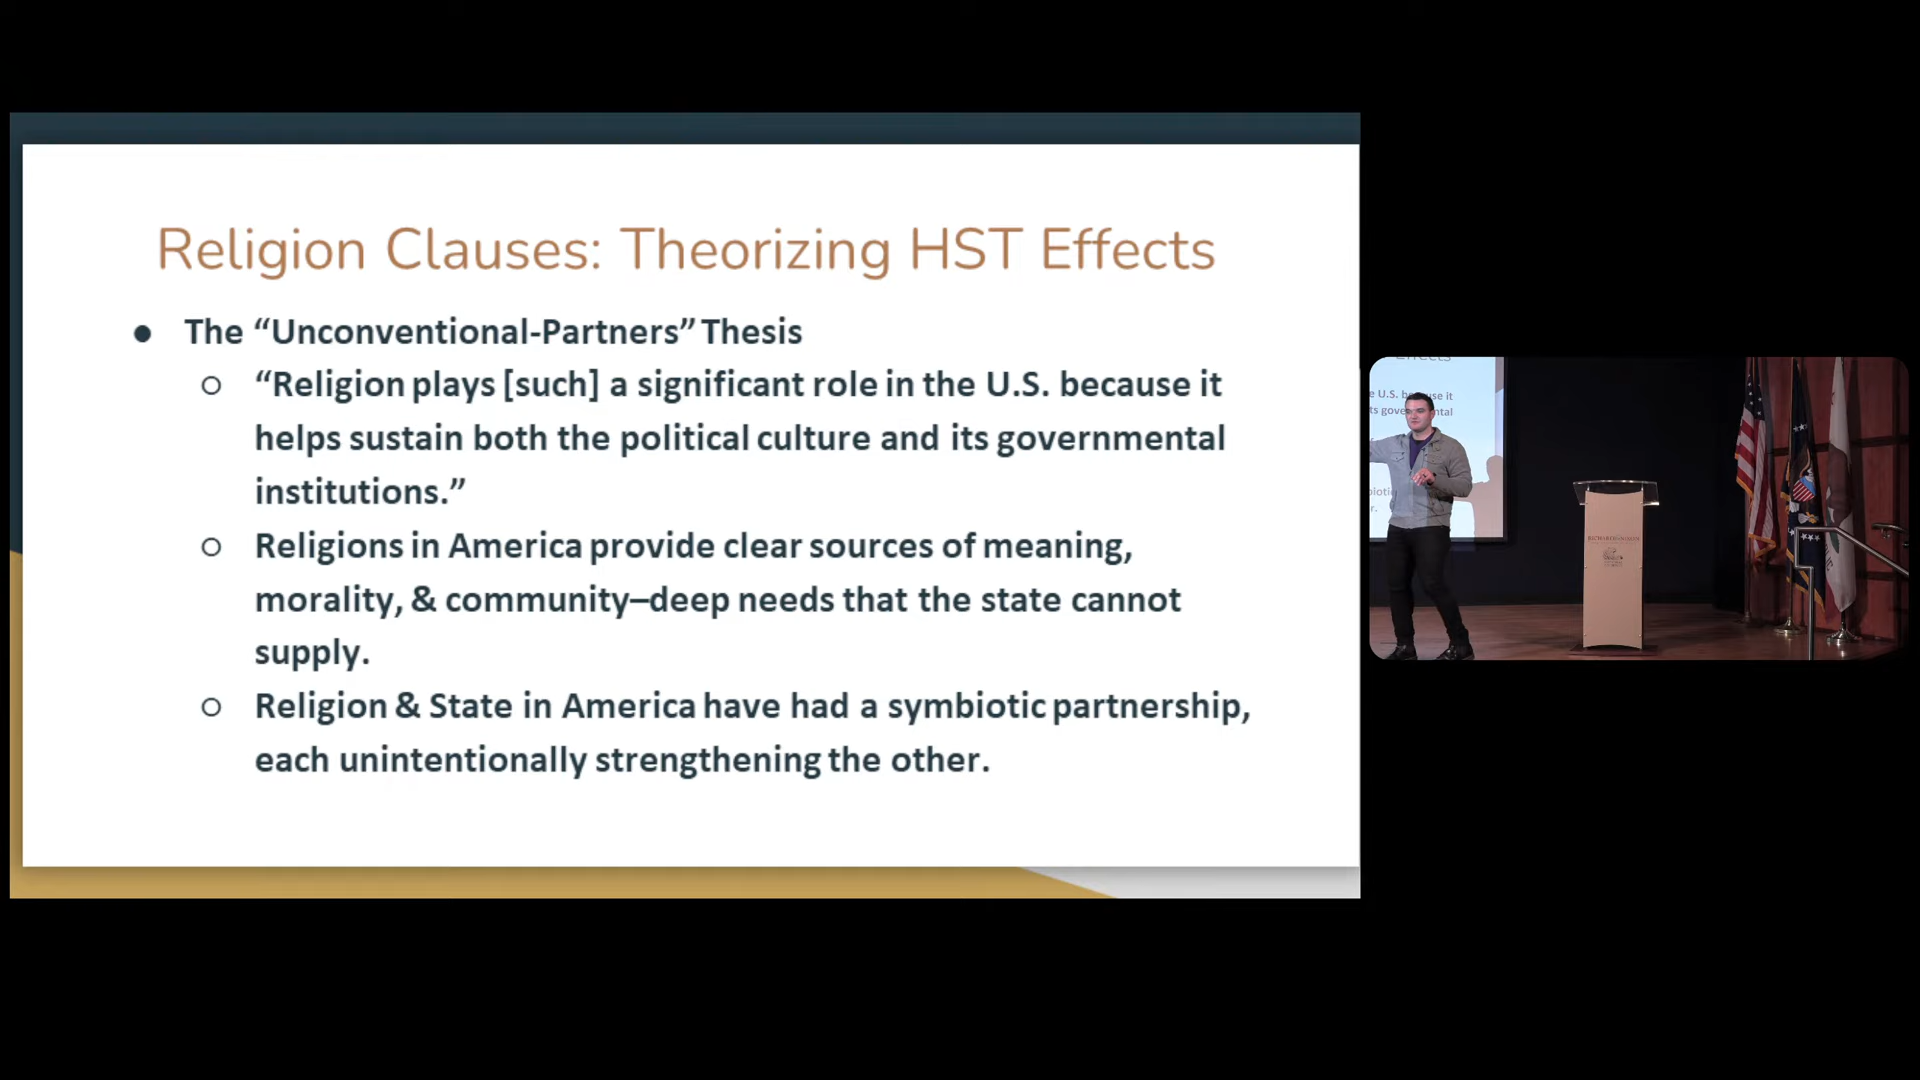 Religion Clauses: Theorizing HST Effects
● The “Unconventional-Partners” Thesis
○ “Religion plays [such] a significant role in the U.S. because it
helps sustain both the political culture and its governmental
institutions.”
○ Religions in America provide clear sources of meaning,
morality, & community–deep needs that the state cannot
supply.
○ Religion & State in America have had a symbiotic partnership,
each unintentionally strengthening the other.
Effects
e U.S. because it